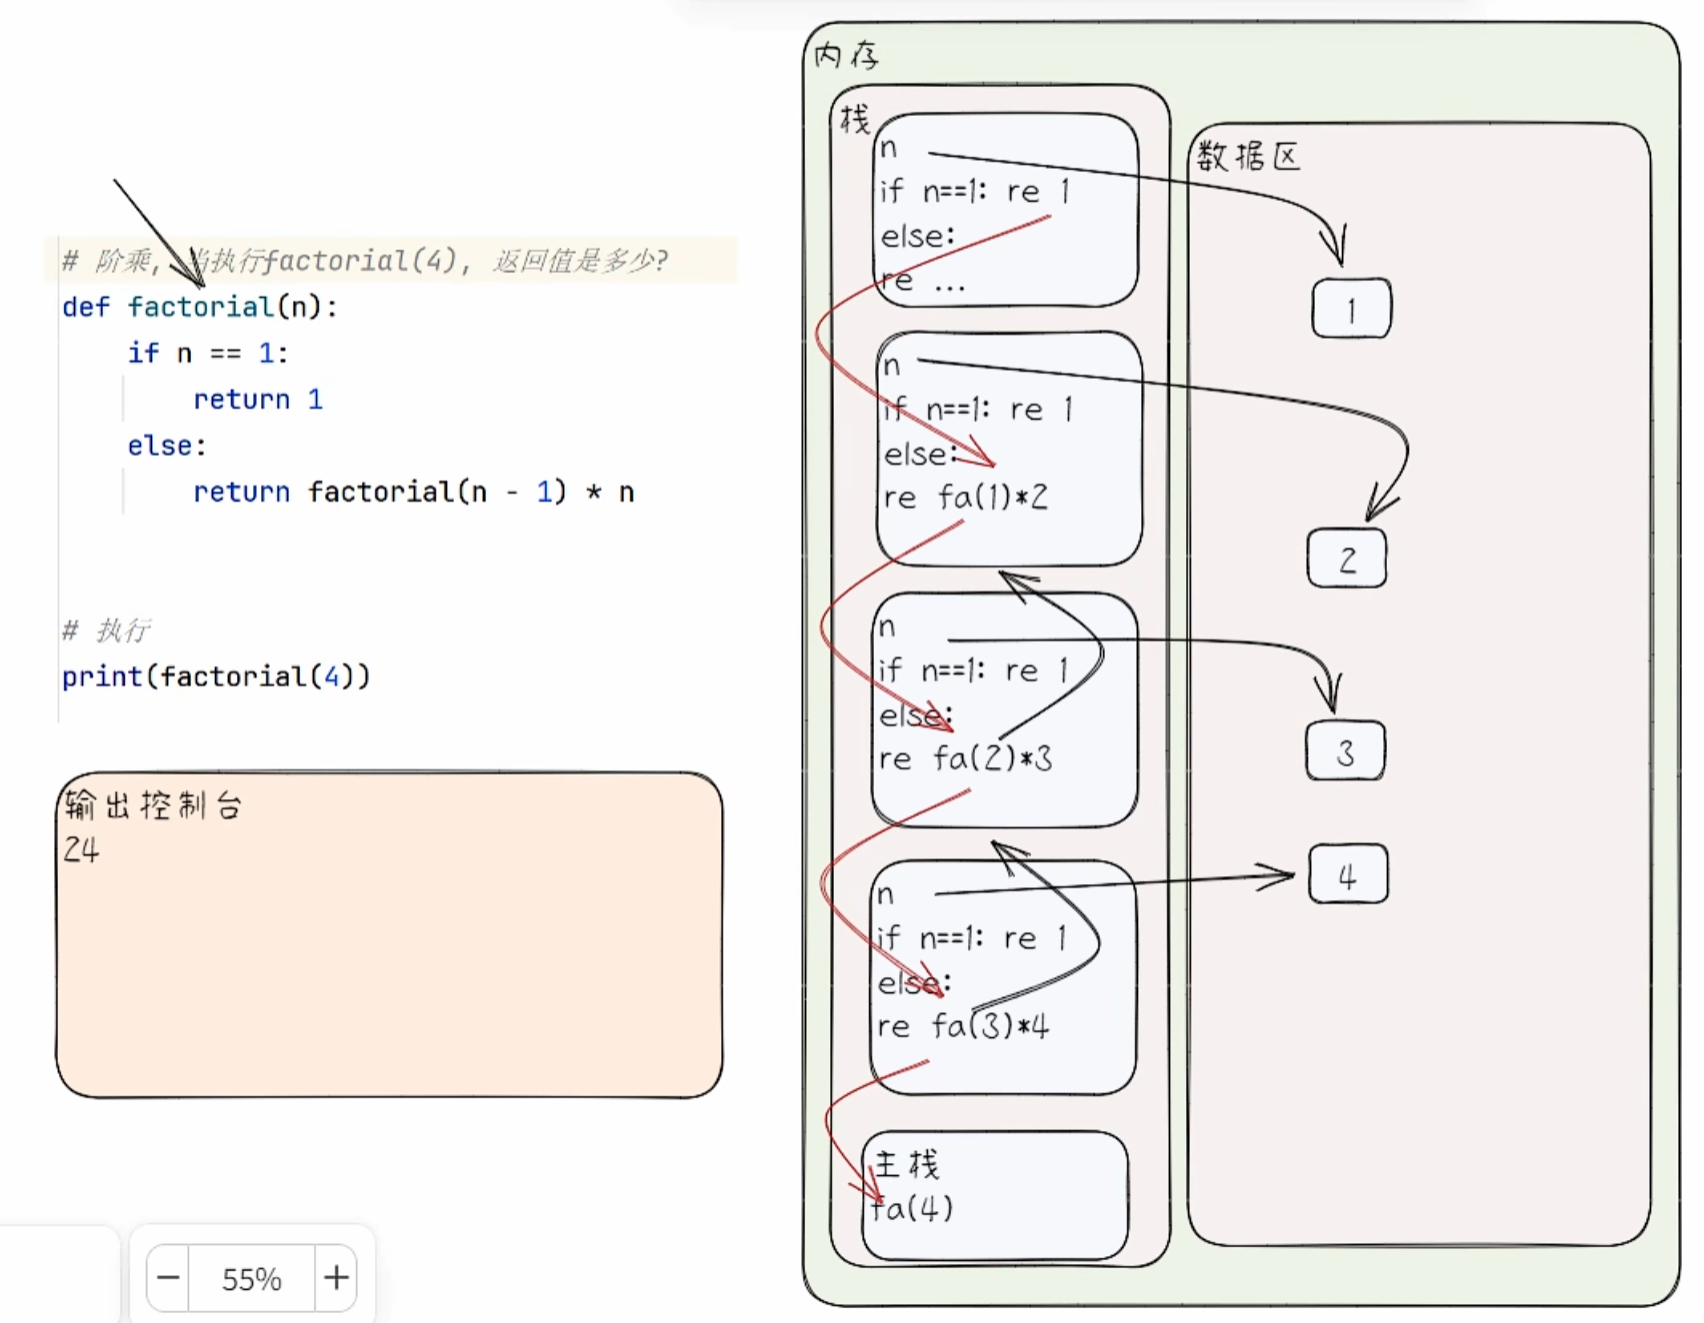 # 阶乘, 当执行factorial(4), 返回值是多少?
def factorial(n):
if n == 1:
return 1
else:
return factorial(n - 1) * n
# 执行
print(factorial(4))
输出控制台
24
55%
内存
栈
n
if n==1: re 1
else:
re ...
n
if n==1: re 1
else:
re fa(1)*2
n
if n==1: re 1
else:
re fa(2)*3
n
if n==1: re 1
else:
re fa(3)*4
主栈
fa(4)
数据区
1
2
3
4